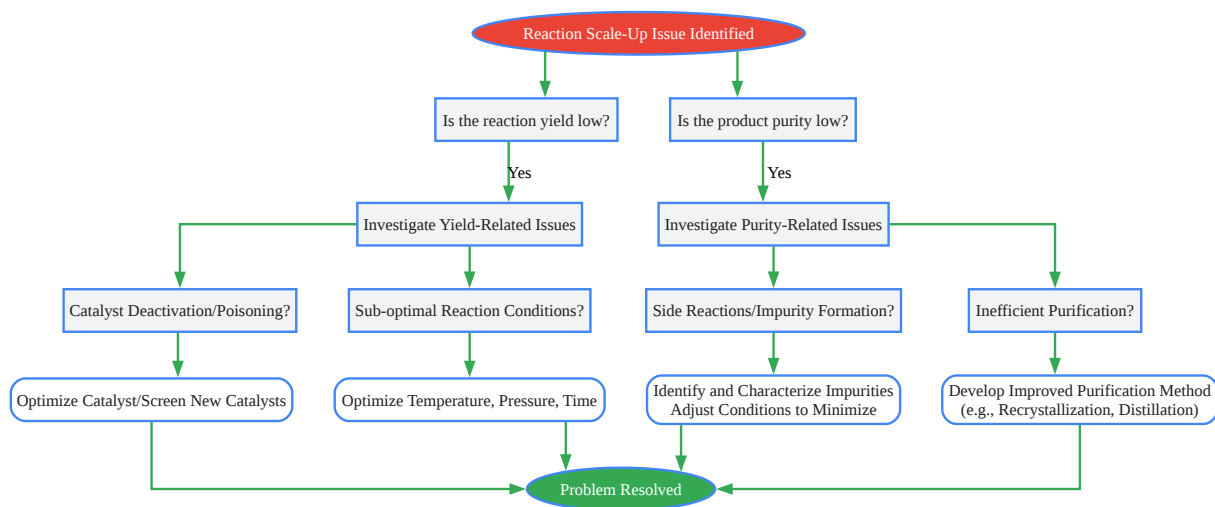 Reaction Scale-Up Issue Identified
Is the reaction yield low?
Is the product purity low?
Yes
Yes
Investigate Yield-Related Issues
Investigate Purity-Related Issues
Catalyst Deactivation/Poisoning?
Sub-optimal Reaction Conditions?
Side Reactions/Impurity Formation?
Inefficient Purification?
Optimize Catalyst/Screen New Catalysts
Optimize Temperature, Pressure, Time
Identify and Characterize Impurities
Adjust Conditions to Minimize
Develop Improved Purification Method
(e.g., Recrystallization, Distillation)
Problem Resolved